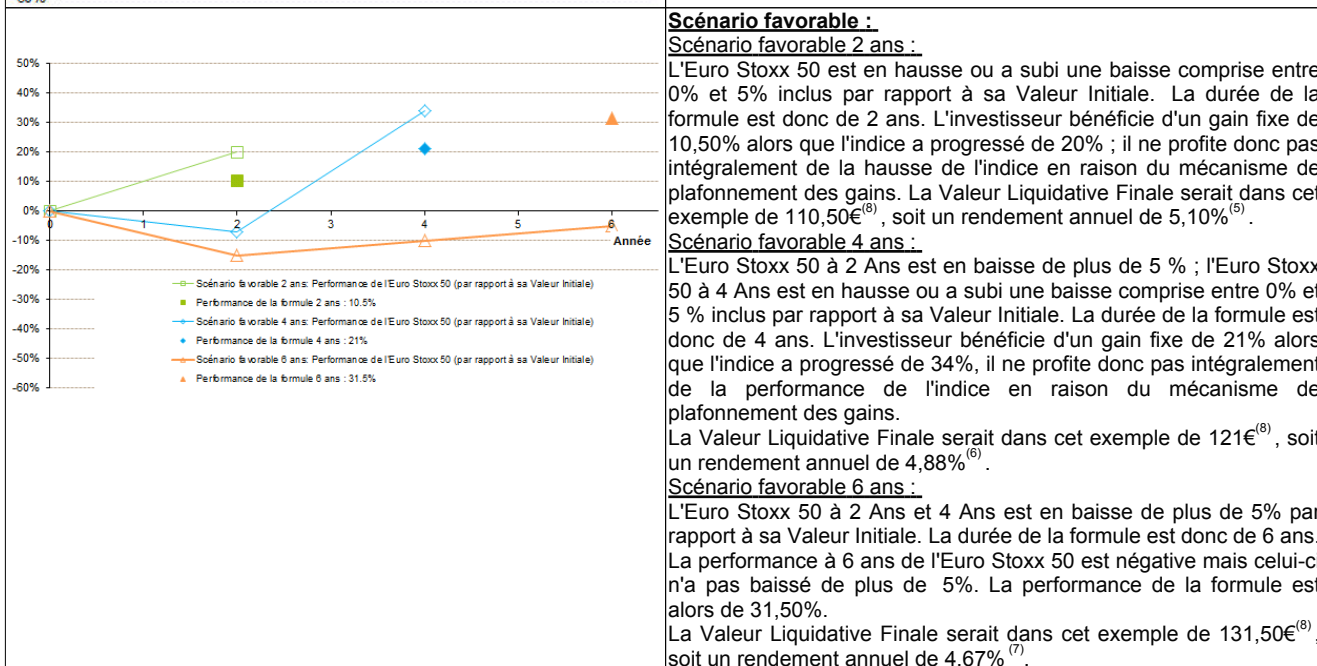 50%
40%
30%
20%
10%
0%
-10%
-20%
-30%
-40%
-50%
-60%
0 1 2 3 4 5 6
Année
Scénario favorable 2 ans: Performance de l'Euro Stoxx 50 (par rapport à sa Valeur Initiale)
Performance de la formule 2 ans : 10.5%
Scénario favorable 4 ans: Performance de l'Euro Stoxx 50 (par rapport à sa Valeur Initiale)
Performance de la formule 4 ans : 21%
Scénario favorable 6 ans: Performance de l'Euro Stoxx 50 (par rapport à sa Valeur Initiale)
Performance de la formule 6 ans : 31.5%
Scénario favorable :
Scénario favorable 2 ans :
L'Euro Stoxx 50 est en hausse ou a subi une baisse comprise entre
0% et 5% inclus par rapport à sa Valeur Initiale. La durée de la
formule est donc de 2 ans. L'investisseur bénéficie d'un gain fixe de
10,50% alors que l'indice a progressé de 20% ; il ne profite donc pas
intégralement de la hausse de l'indice en raison du mécanisme de
plafonnement des gains. La Valeur Liquidative Finale serait dans cet
exemple de 110,50€(8) , soit un rendement annuel de 5,10%(5) .
Scénario favorable 4 ans :
L'Euro Stoxx 50 à 2 Ans est en baisse de plus de 5 % ; l'Euro Stoxx
50 à 4 Ans est en hausse ou a subi une baisse comprise entre 0% et
5 % inclus par rapport à sa Valeur Initiale. La durée de la formule est
donc de 4 ans. L'investisseur bénéficie d'un gain fixe de 21% alors
que l'indice a progressé de 34%, il ne profite donc pas intégralement
de la performance de l'indice en raison du mécanisme de
plafonnement des gains.
La Valeur Liquidative Finale serait dans cet exemple de 121€(8) , soit
un rendement annuel de 4,88%(6) .
Scénario favorable 6 ans :
L'Euro Stoxx 50 à 2 Ans et 4 Ans est en baisse de plus de 5% par
rapport à sa Valeur Initiale. La durée de la formule est donc de 6 ans.
La performance à 6 ans de l'Euro Stoxx 50 est négative mais celui-ci
n'a pas baissé de plus de 5%. La performance de la formule est
alors de 31,50%.
La Valeur Liquidative Finale serait dans cet exemple de 131,50€(8) ,
soit un rendement annuel de 4,67% (7).